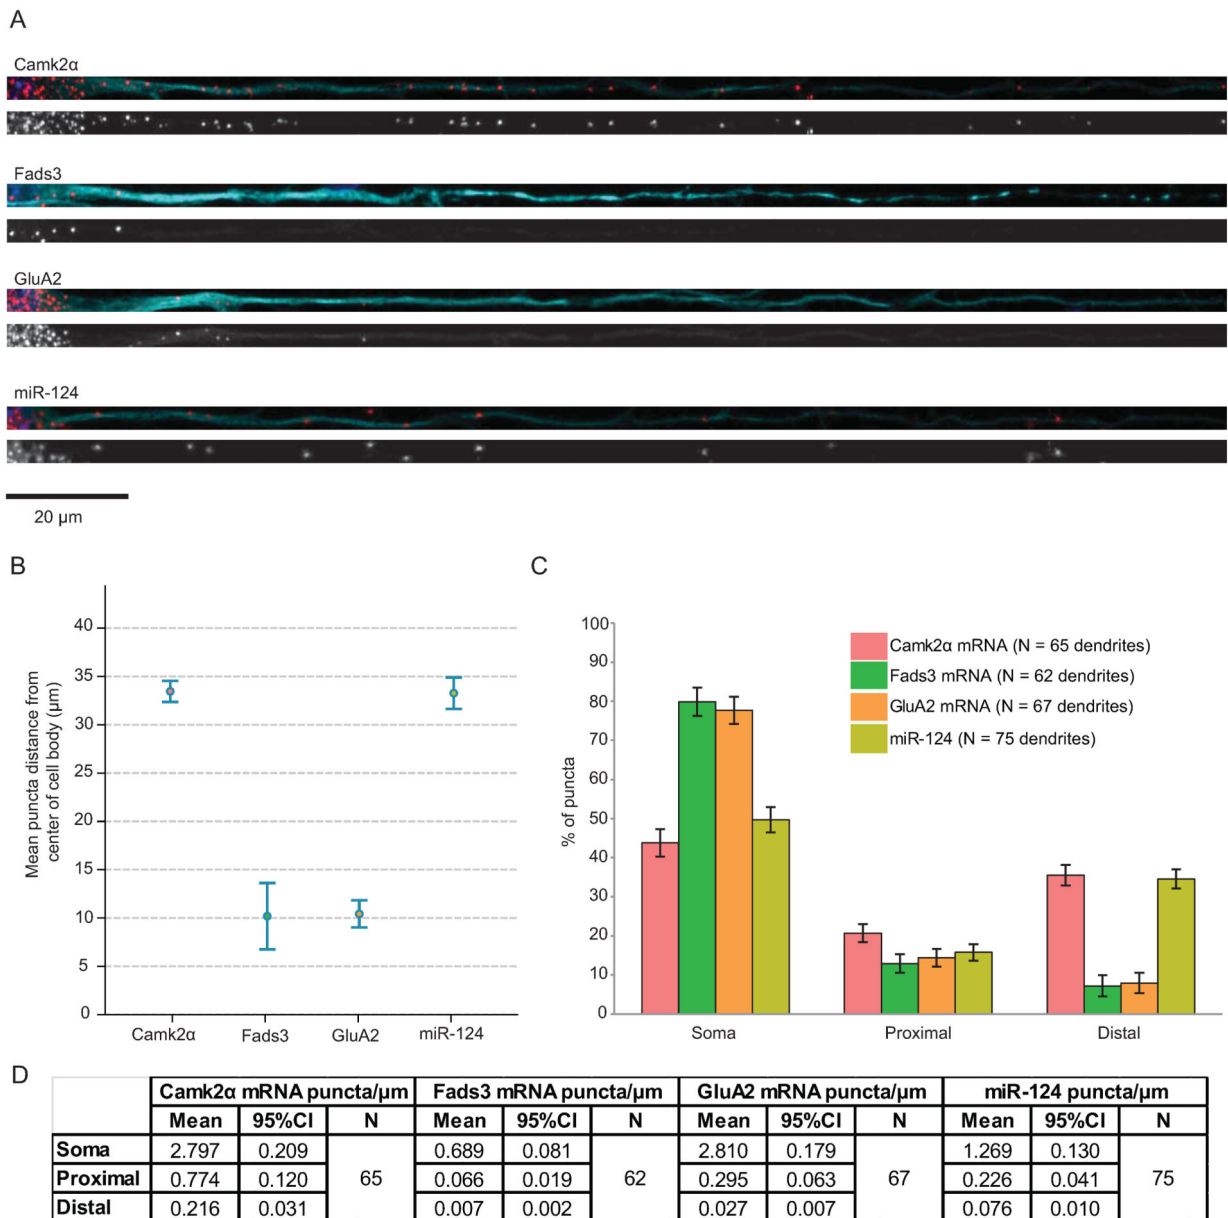 A
Camk2α
Fads3
GluA2
miR-124
20 µm
B
Mean puncta distance from
center of cell body (µm)
40
35
30
25
20
15
10
5
0
Camk2α Fads3 GluA2 miR-124
C
% of puncta
100
90
80
70
60
50
40
30
20
10
0
Camk2α mRNA (N = 65 dendrites)
Fads3 mRNA (N = 62 dendrites)
GluA2 mRNA (N = 67 dendrites)
miR-124 (N = 75 dendrites)
Soma Proximal Distal
D
Camk2α mRNA puncta/µm Fads3 mRNA puncta/µm GluA2 mRNA puncta/µm miR-124 puncta/µm
Mean 95%CI N Mean 95%CI N Mean 95%CI N Mean 95%CI N
Soma 2.797 0.209 0.689 0.081 2.810 0.179 1.269 0.130
Proximal 0.774 0.120 65 0.066 0.019 62 0.295 0.063 67 0.226 0.041 75
Distal 0.216 0.031 0.007 0.002 0.027 0.007 0.076 0.010